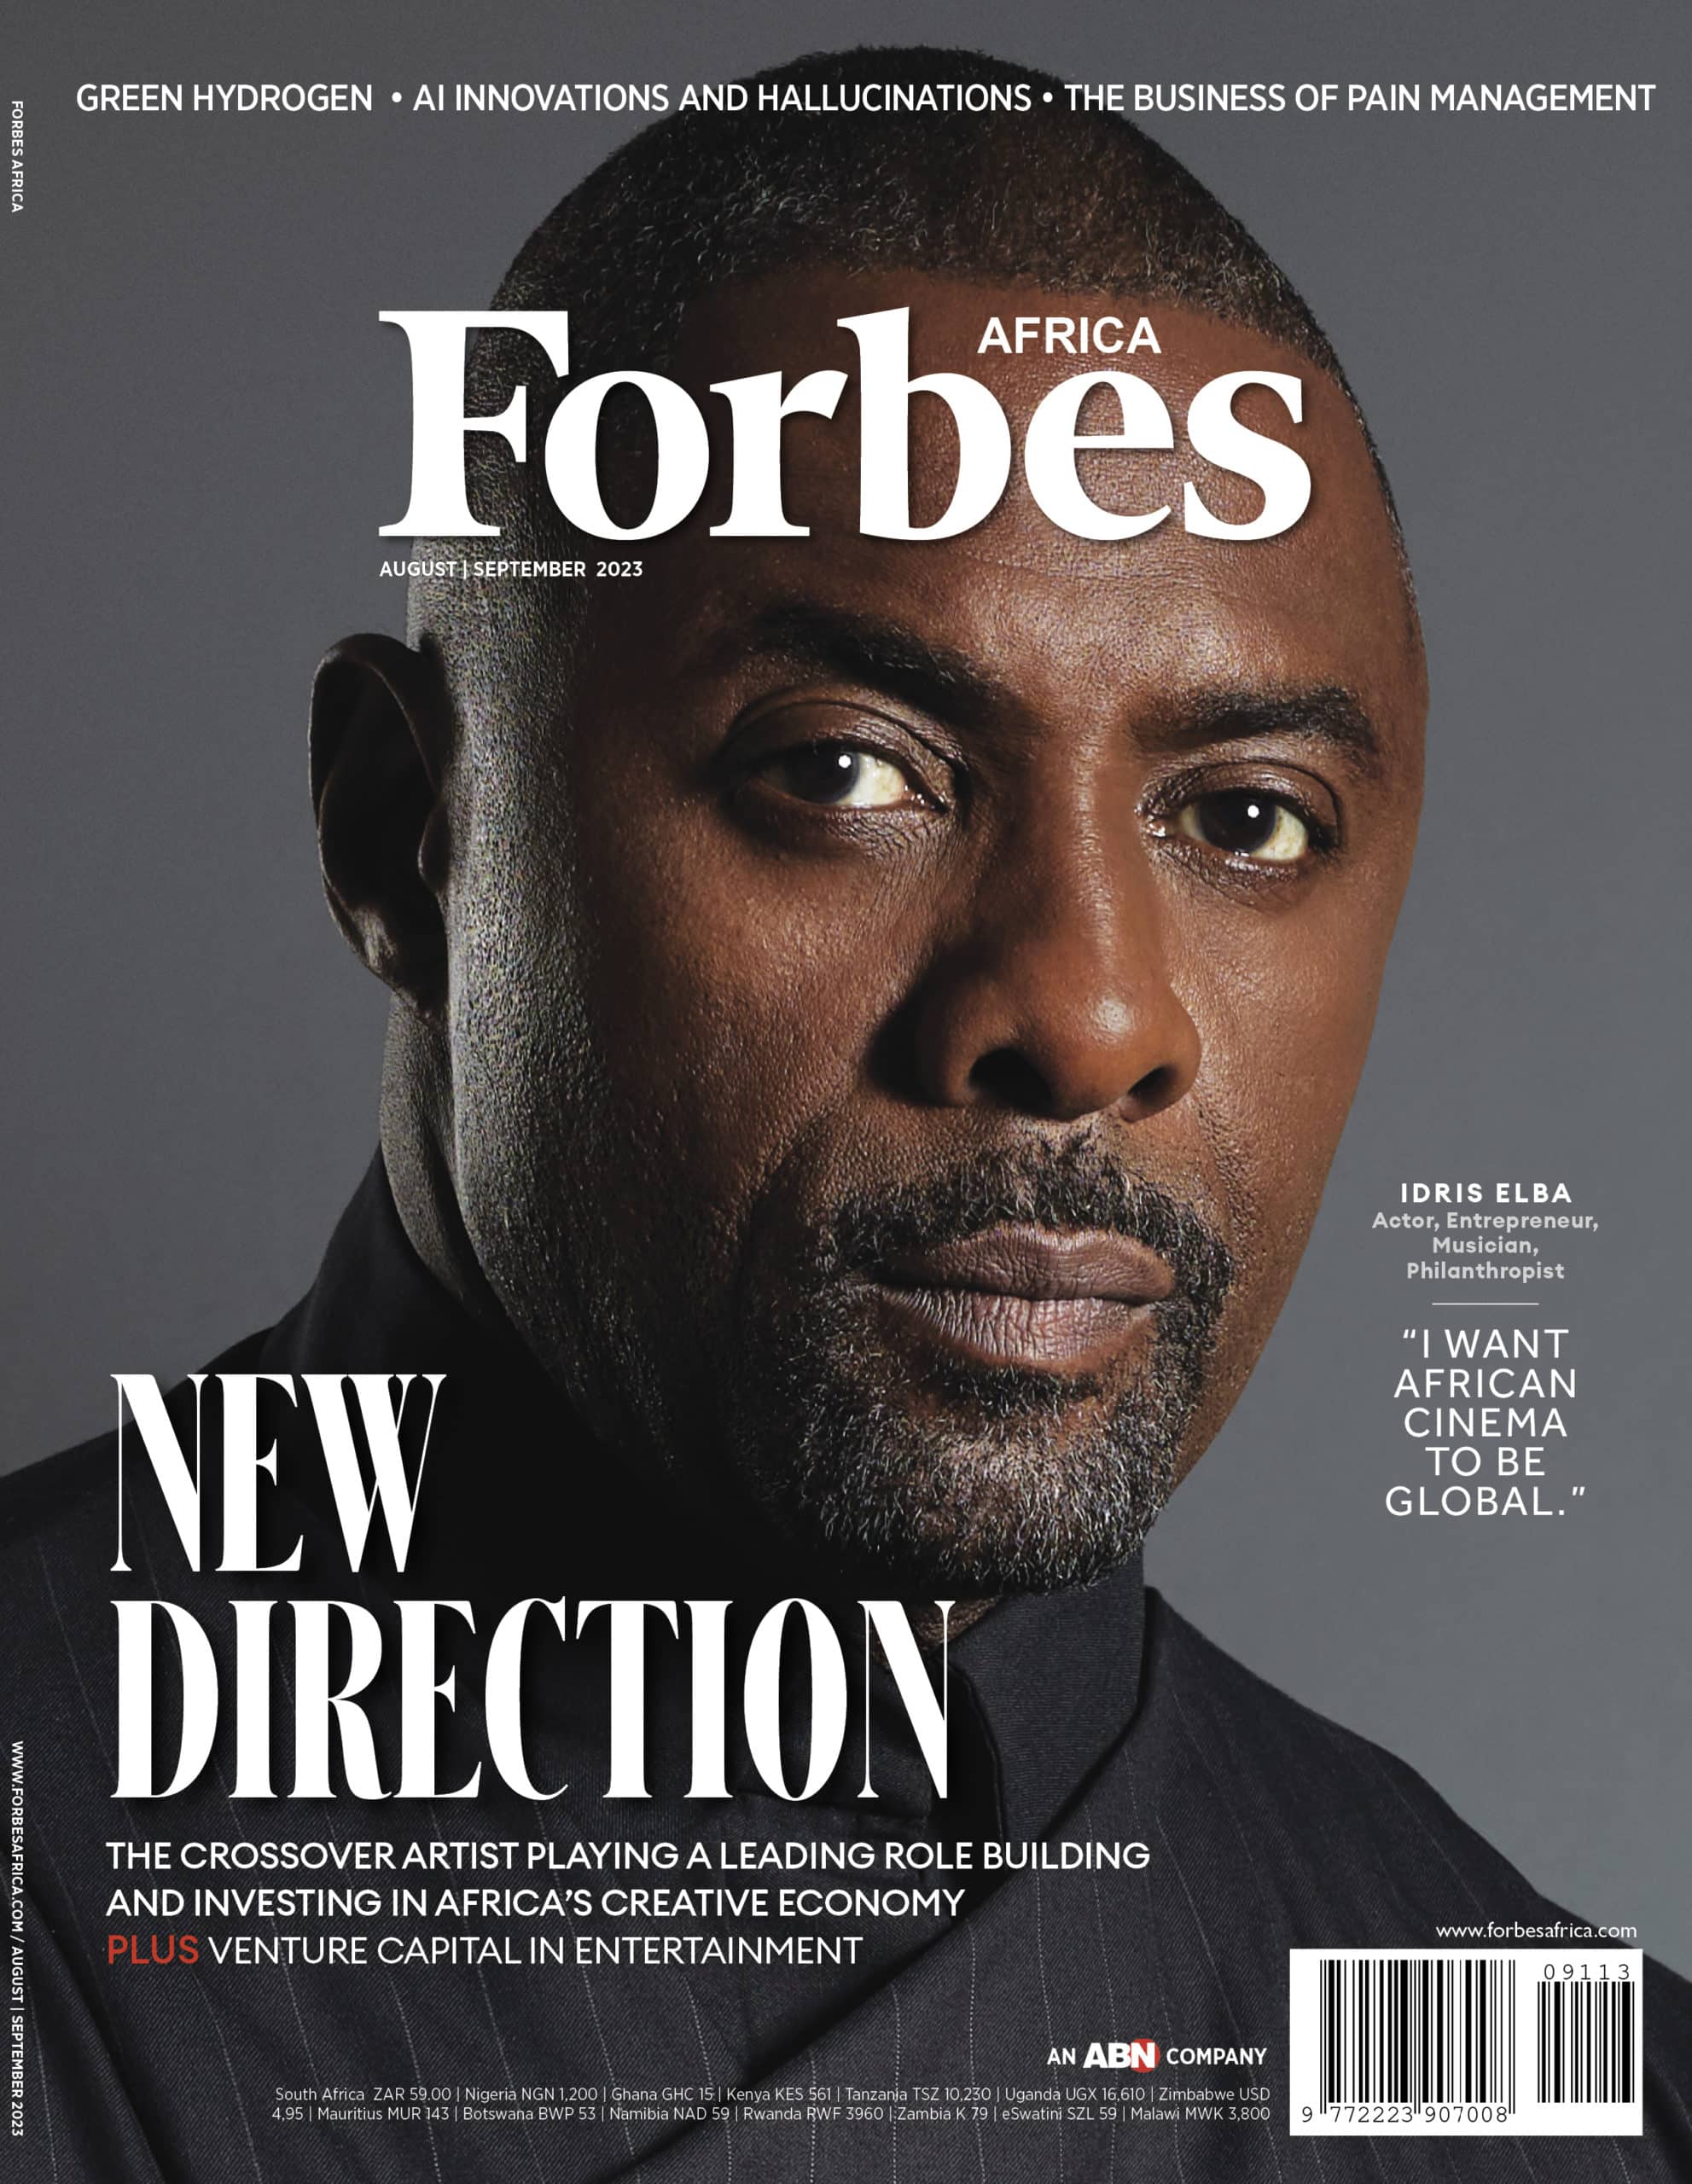 GREEN HYDROGEN • AI INNOVATIONS AND HALLUCINATIONS • THE BUSINESS OF PAIN MANAGEMENT
FORBES AFRICA
AFRICA
Forbes
AUGUST | SEPTEMBER 2023
IDRIS ELBA
Actor, Entrepreneur,
Musician,
Philanthropist
“I WANT
AFRICAN
CINEMA
TO BE
GLOBAL.”
NEW
DIRECTION
THE CROSSOVER ARTIST PLAYING A LEADING ROLE BUILDING
AND INVESTING IN AFRICA’S CREATIVE ECONOMY
PLUS VENTURE CAPITAL IN ENTERTAINMENT
WWW.FORBESAFRICA.COM / AUGUST | SEPTEMBER 2023
www.forbesafrica.com
09113
9 772223 907008
AN ABN COMPANY
South Africa ZAR 59.00 | Nigeria NGN 1,200 | Ghana GHC 15 | Kenya KES 561 | Tanzania TSZ 10,230 | Uganda UGX 16,610 | Zimbabwe USD
4,95 | Mauritius MUR 143 | Botswana BWP 53 | Namibia NAD 59 | Rwanda RWF 3960 | Zambia K 79 | eSwatini SZL 59 | Malawi MWK 3,800